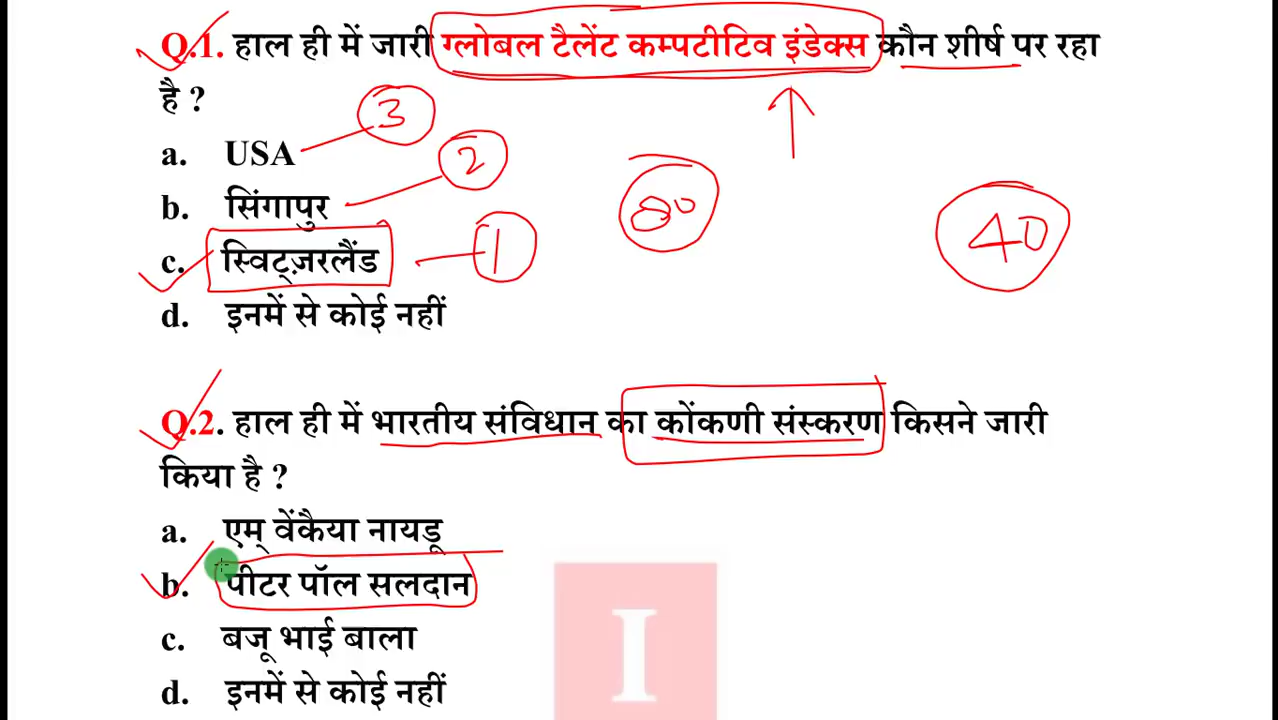 Q.1. हाल ही में जारी ग्लोबल टैलेंट कम्पटीटिव इंडेक्स कौन शीर्ष पर रहा
है ?
3
a. USA
2
b. सिंगापुर
80
40
c. स्विट्ज़रलैंड
1
d. इनमें से कोई नहीं
Q.2. हाल ही में भारतीय संविधान का कोंकणी संस्करण किसने जारी
किया है ?
a. एम् वेंकैया नायडू
b. पीटर पॉल सलदान
c. बजू भाई बाला
d. इनमें से कोई नहीं
I